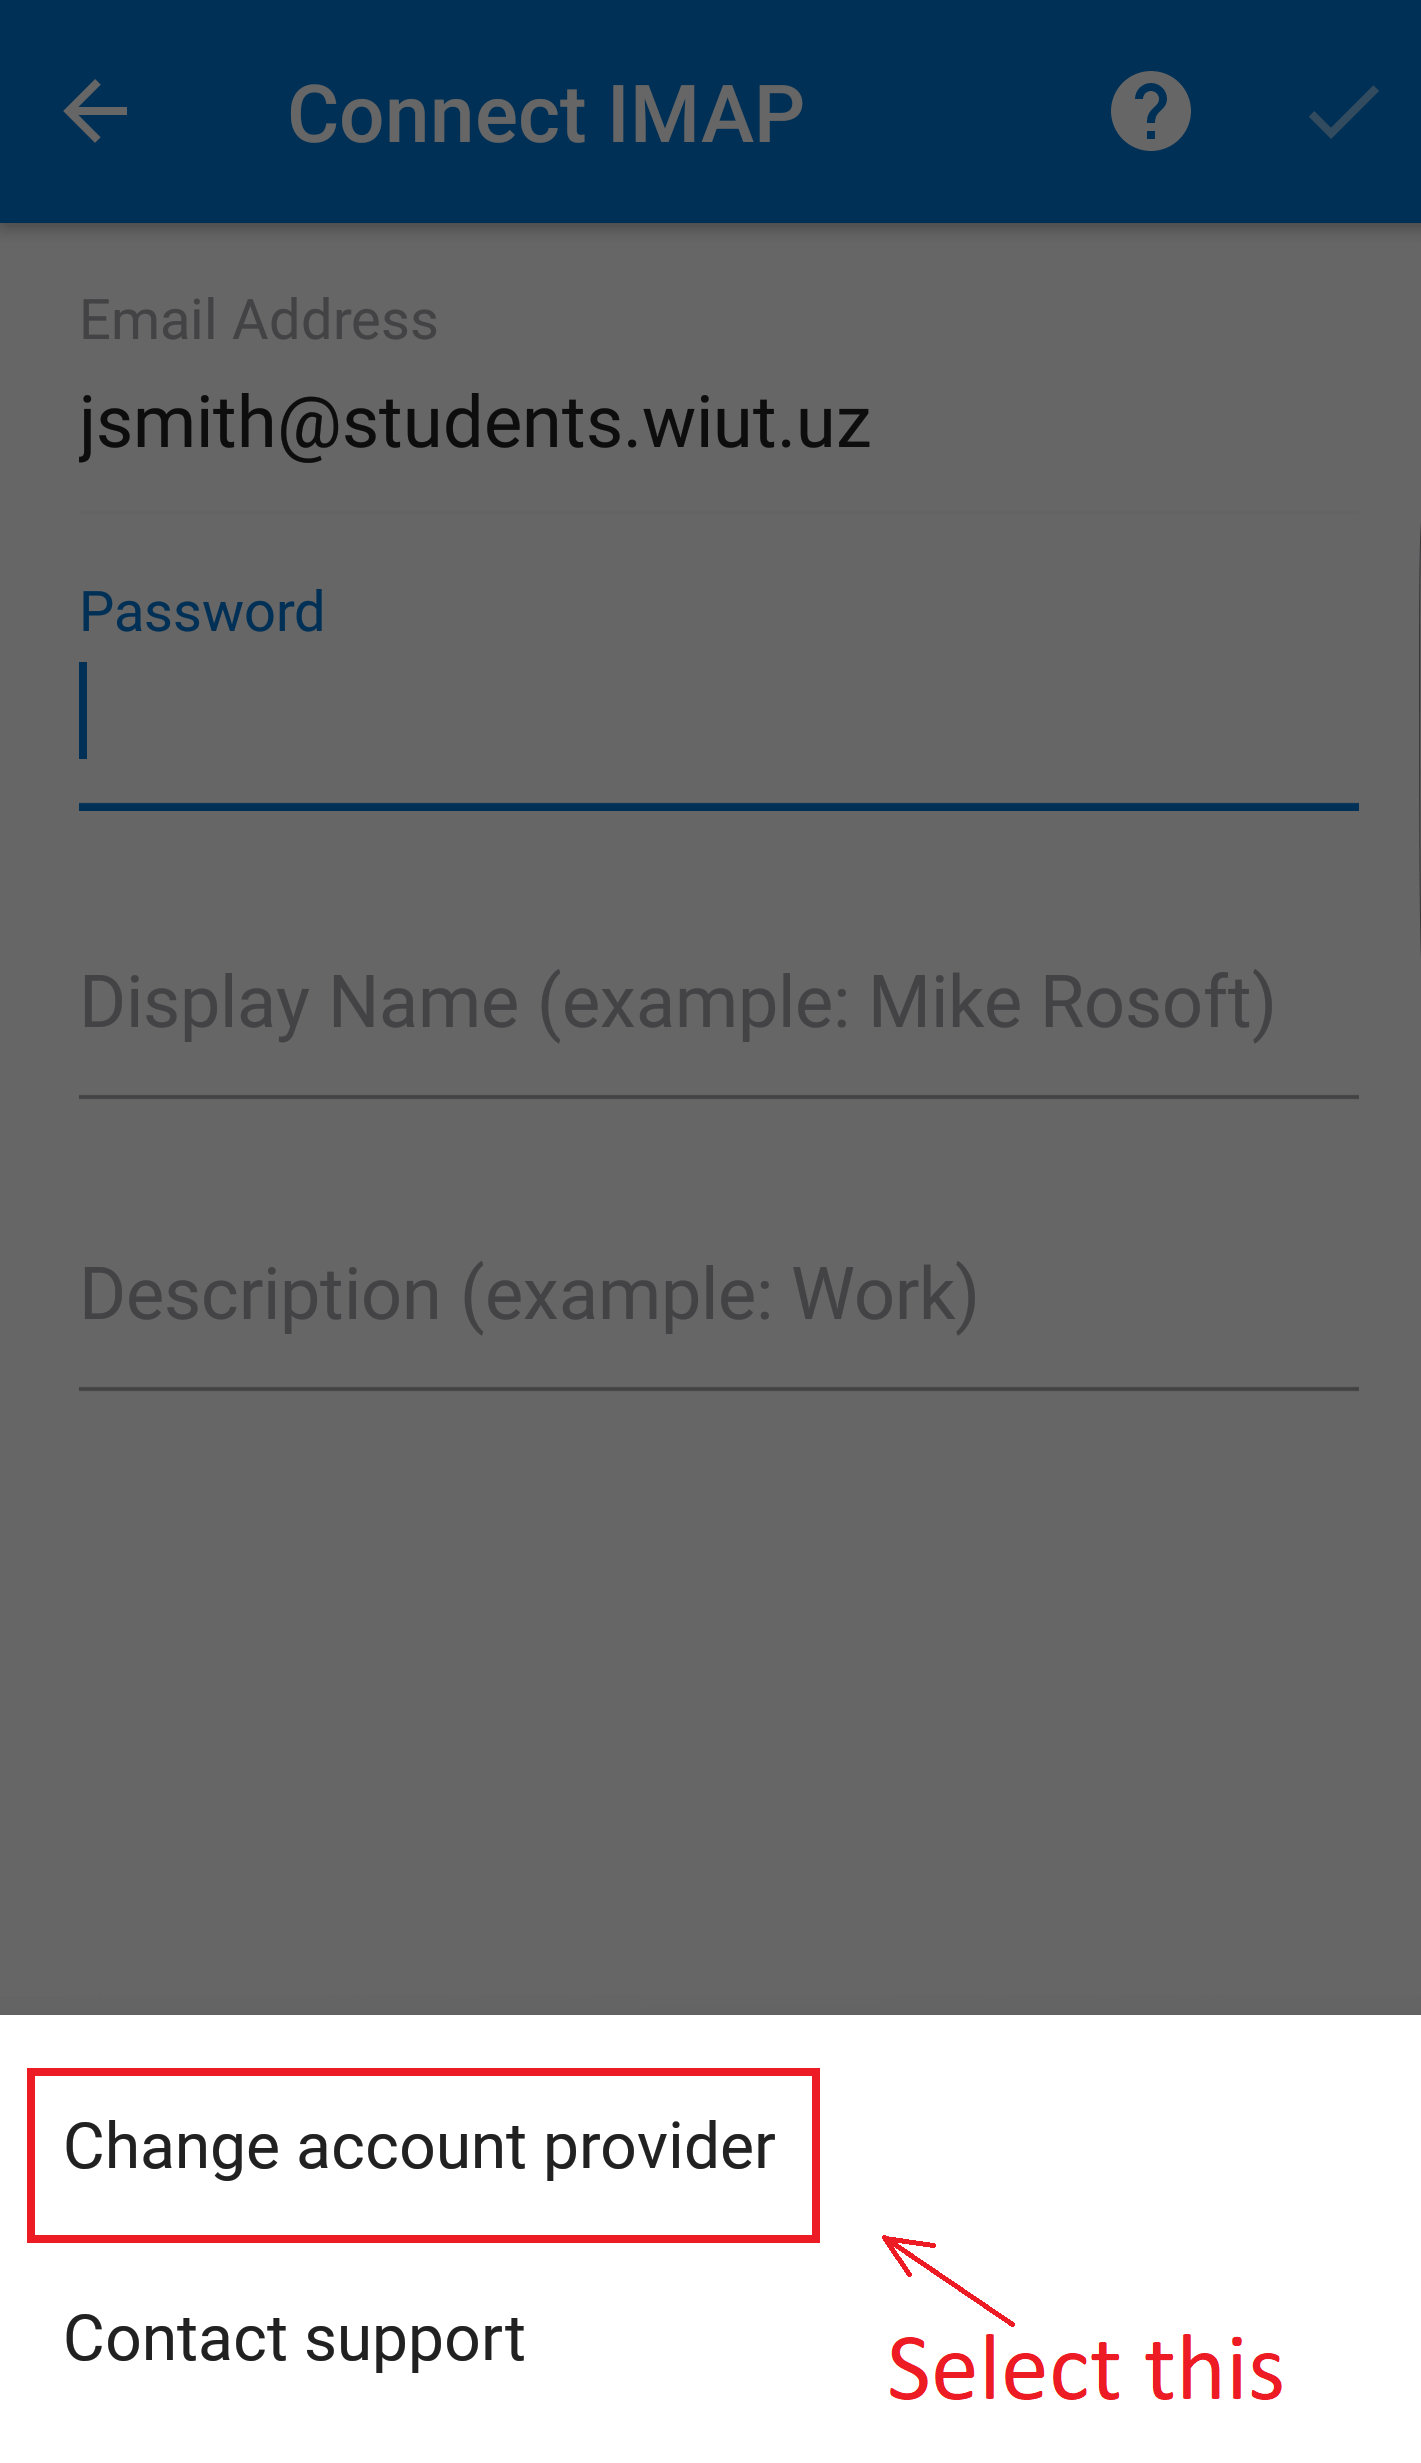 Connect IMAP
Email Address
jsmith@students.wiut.uz
Password
Display Name (example: Mike Rosoft)
Description (example: Work)
Change account provider
Contact support
Select this